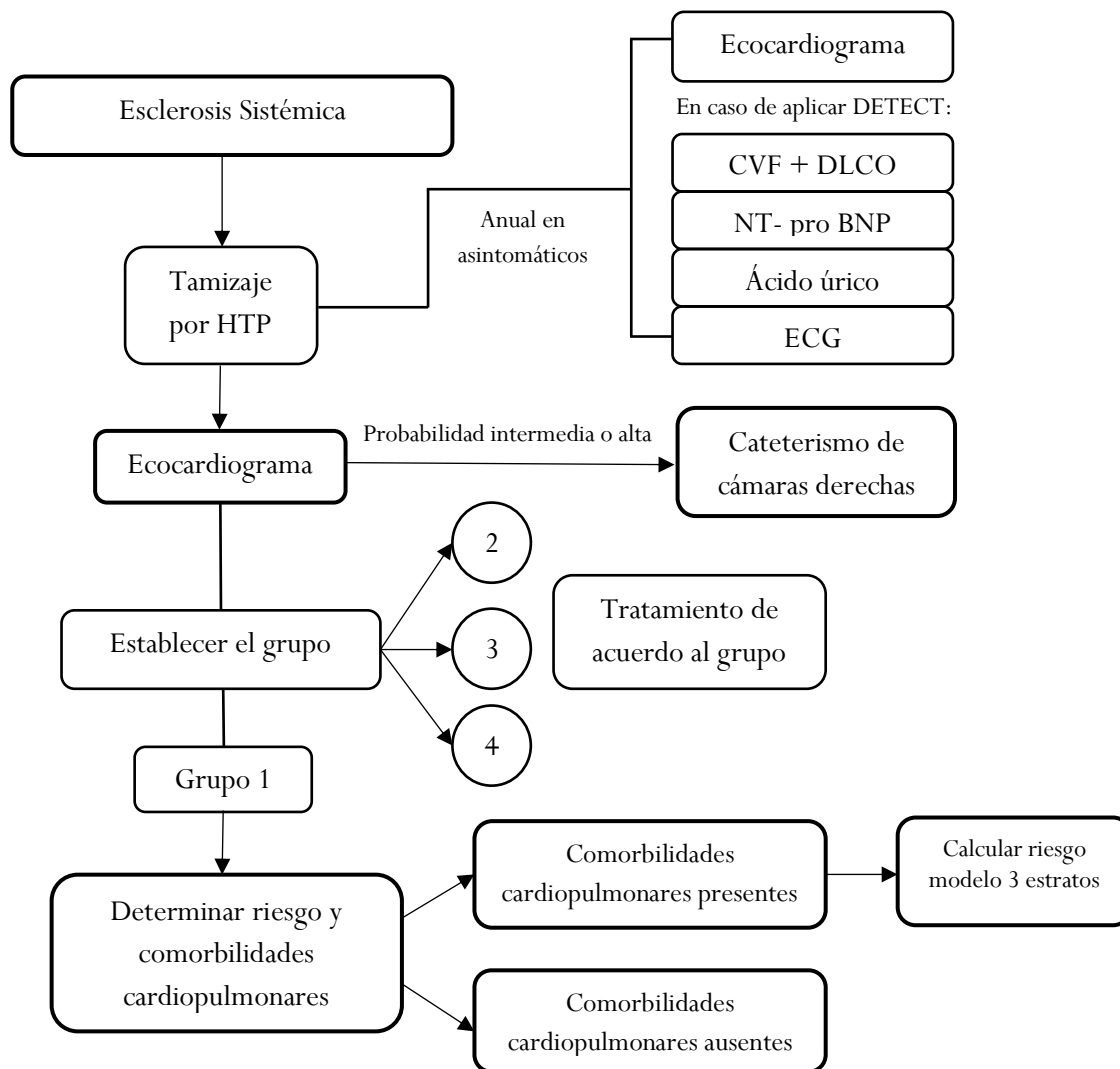 Esclerosis Sistémica
Tamizaje
por HTP
Anual en
asintomáticos
Ecocardiograma
En caso de aplicar DETECT:
CVF + DLCO
NT- pro BNP
Ácido úrico
ECG
Ecocardiograma
Probabilidad intermedia o alta
Cateterismo de
cámaras derechas
Establecer el grupo
2
3
4
Tratamiento de
acuerdo al grupo
Grupo 1
Determinar riesgo y
comorbilidades
cardiopulmonares
Comorbilidades
cardiopulmonares presentes
Calcular riesgo
modelo 3 estratos
Comorbilidades
cardiopulmonares ausentes